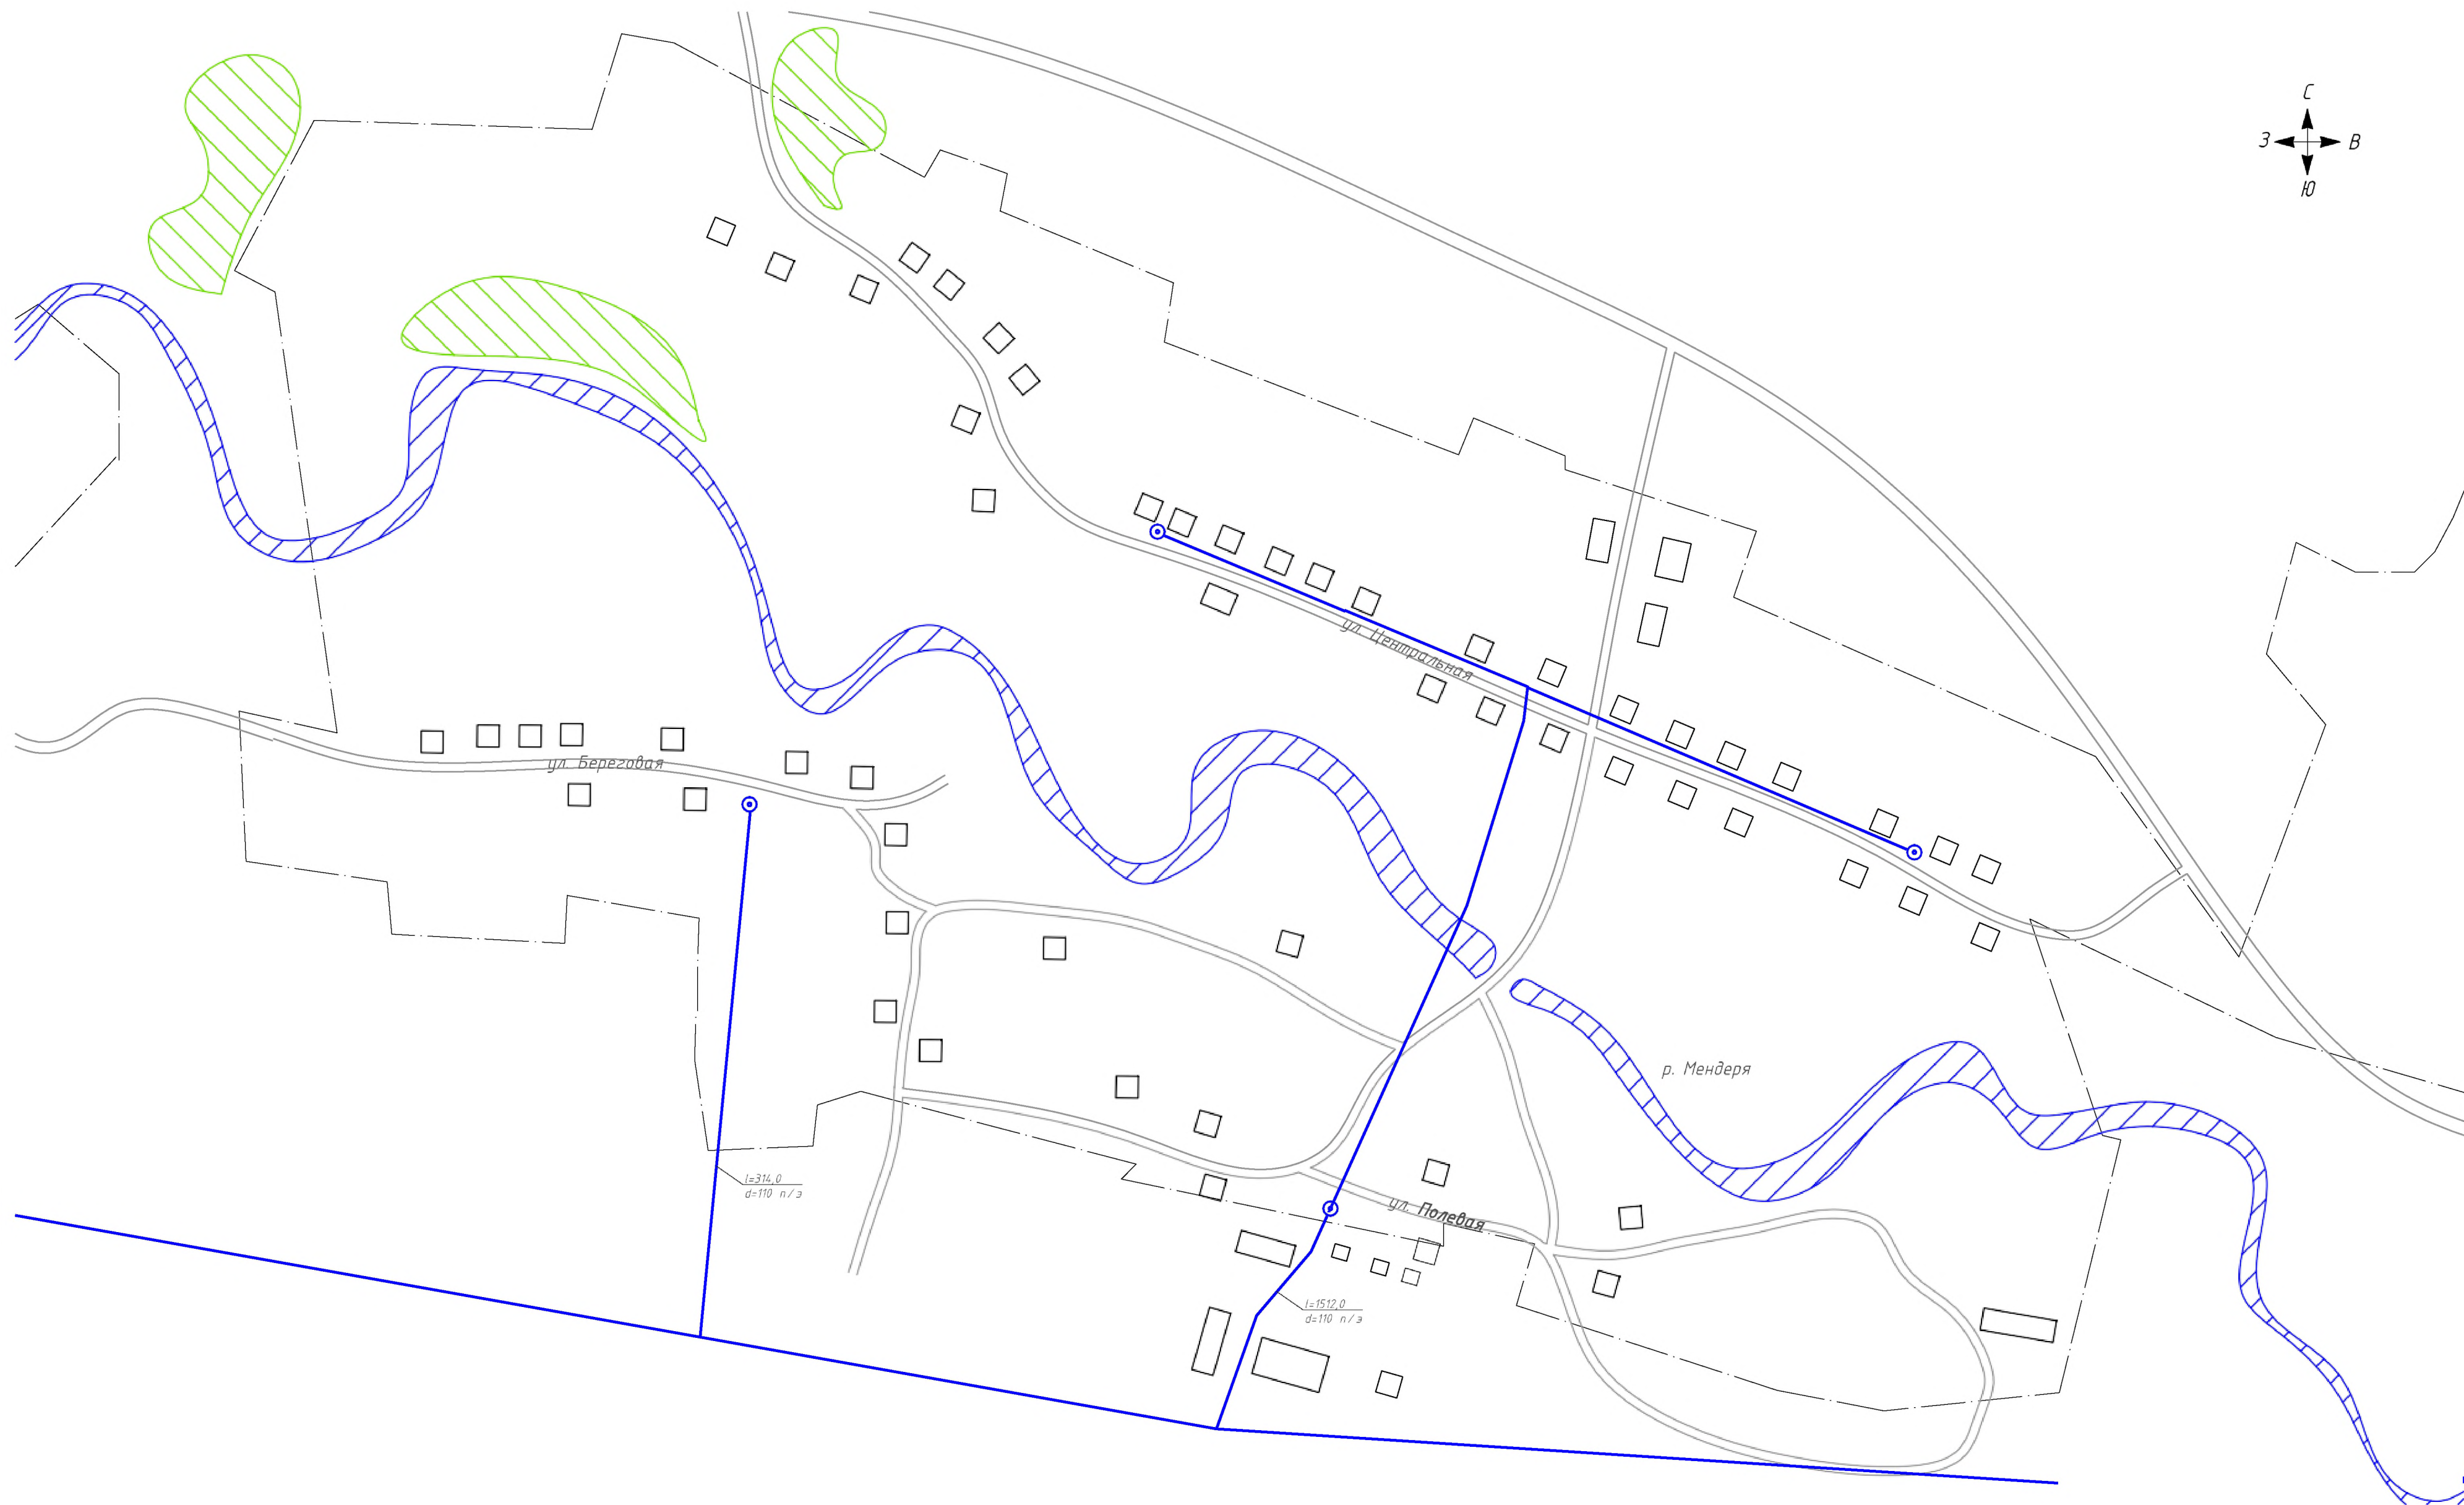 С
З В
Ю
ул. Центральная
ул. Береговая
р. Мендеря
l=314,0
d=110 п/э
ул. Полевая
l=1512,0
d=110 п/э